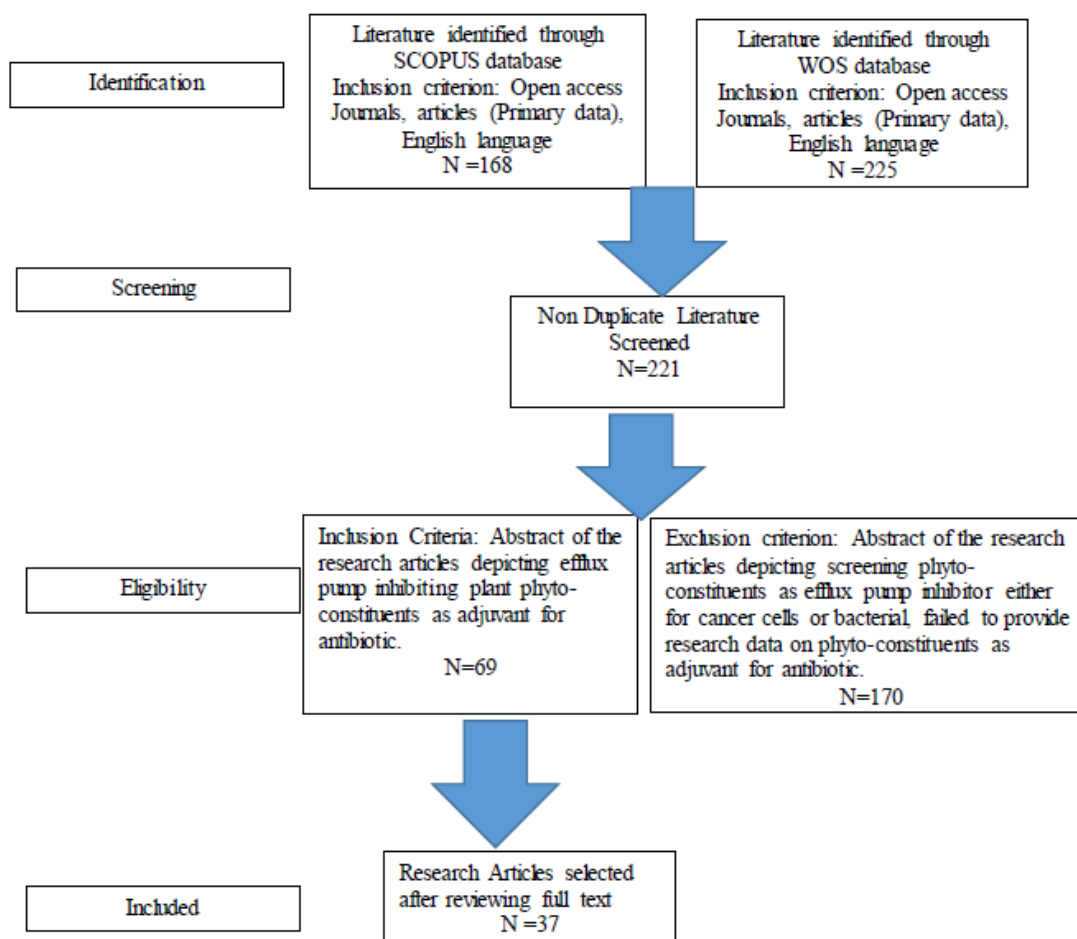 Identification
Literature identified through
SCOPUS database
Inclusion criterion: Open access
Journals, articles (Primary data),
English language
N =168
Literature identified through
WOS database
Inclusion criterion: Open access
Journals, articles (Primary data),
English language
N =225
Screening
Non Duplicate Literature
Screened
N=221
Eligibility
Inclusion Criteria: Abstract of the
research articles depicting efflux
pump inhibiting plant phyto-
constituents as adjuvant for
antibiotic.
N=69
Exclusion criterion: Abstract of the research
articles depicting screening phyto-
constituents as efflux pump inhibitor either
for cancer cells or bacterial, failed to provide
research data on phyto-constituents as
adjuvant for antibiotic.
N=170
Included
Research Articles selected
after reviewing full text
N =37